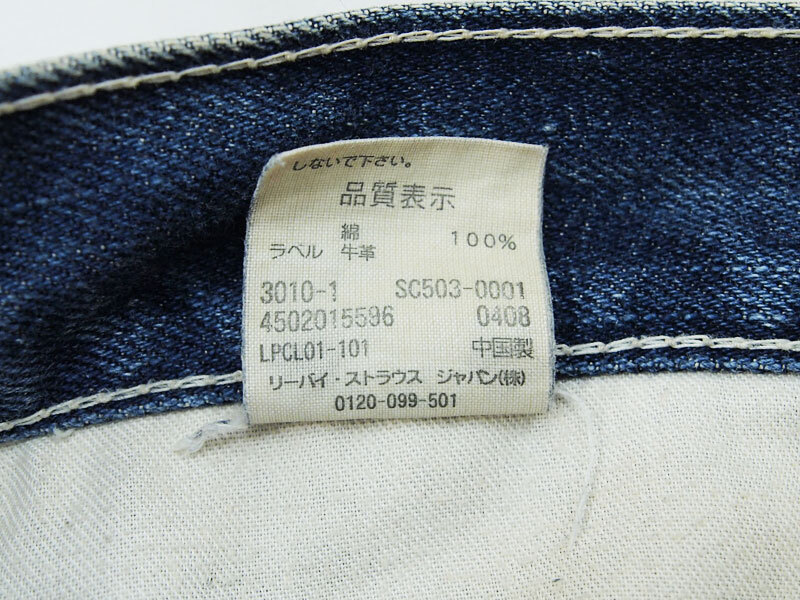 しないで下さい。
品質表示
綿 100%
ラベル 牛革
3010-1 SC503-0001
4502015596 0408
LPCL01-101 中国製
リーバイ・ストラウス ジャパン(株)
0120-099-501